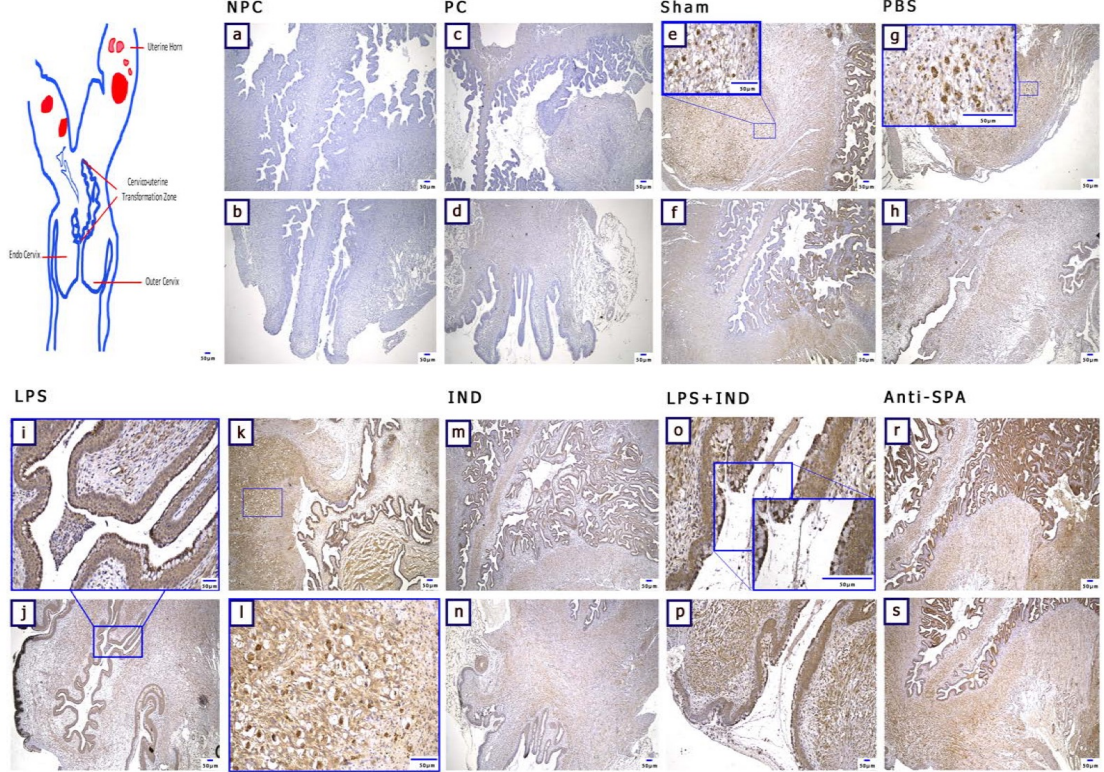 NPC
PC
Sham
PBS
Uterine Horn
Cervico-uterine
Transformation Zone
Endo Cervix
Outer Cervix
50µm
a
50µm
c
50µm
e
50µm
50µm
g
50µm
50µm
b
50µm
d
50µm
f
50µm
h
50µm
LPS
IND
LPS+IND
Anti-SPA
i
50µm
k
50µm
m
50µm
o
50µm
r
50µm
j
50µm
l
50µm
n
50µm
p
50µm
s
50µm